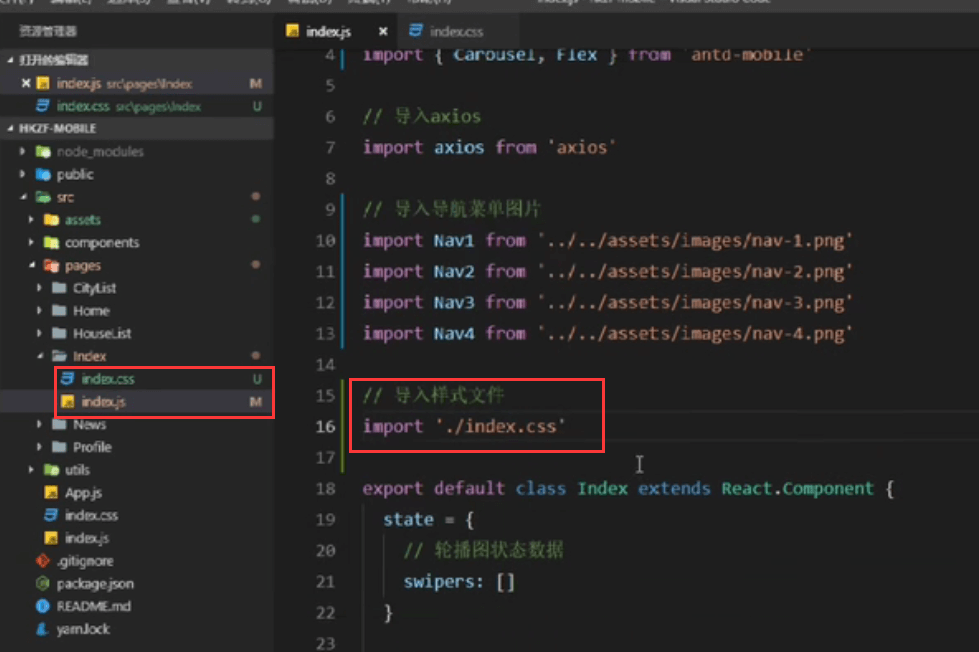 index.js - hkzf-mobile - Visual Studio Code
资源管理器
打开的编辑器
index.js src\pages\Index M
index.css src\pages\Index U
HKZF-MOBILE
node_modules
public
src
assets
components
pages
CityList
Home
HouseList
Index
index.css U
index.js M
News
Profile
utils
App.js
index.css
index.js
.gitignore
package.json
README.md
yarn.lock
index.js
index.css
4 import { Carousel, Flex } from 'antd-mobile'
5
6 // 导入axios
7 import axios from 'axios'
8
9 // 导入导航菜单图片
10 import Nav1 from '../../assets/images/nav-1.png'
11 import Nav2 from '../../assets/images/nav-2.png'
12 import Nav3 from '../../assets/images/nav-3.png'
13 import Nav4 from '../../assets/images/nav-4.png'
14
15 // 导入样式文件
16 import './index.css'
17
18 export default class Index extends React.Component {
19 state = {
20 // 轮播图状态数据
21 swipers: []
22 }
23